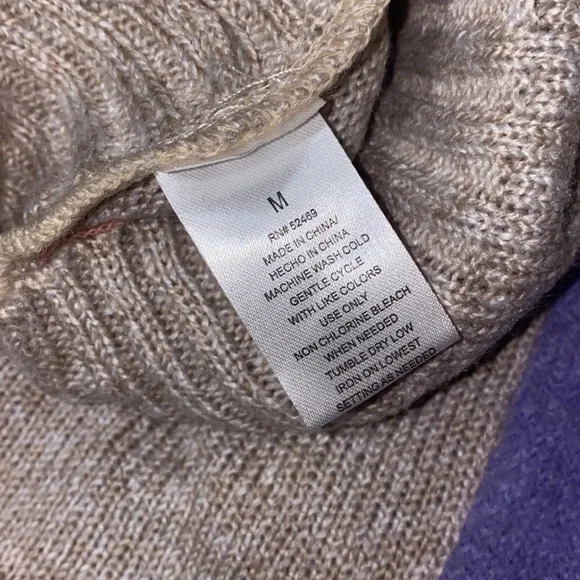 M
RN# 52469
MADE IN CHINA/
HECHO IN CHINA
MACHINE WASH COLD
GENTLE CYCLE
WITH LIKE COLORS
USE ONLY
NON CHLORINE BLEACH
WHEN NEEDED
TUMBLE DRY LOW
IRON ON LOWEST
SETTING AS NEEDED